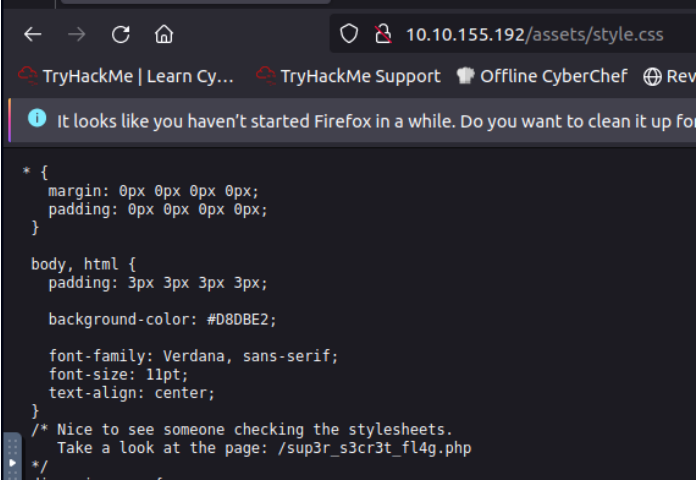 10.10.155.192/assets/style.css
TryHackMe | Learn Cy... TryHackMe Support Offline CyberChef Rev
It looks like you haven't started Firefox in a while. Do you want to clean it up for
* {
margin: 0px 0px 0px 0px;
padding: 0px 0px 0px 0px;
}
body, html {
padding: 3px 3px 3px 3px;
background-color: #D8DBE2;
font-family: Verdana, sans-serif;
font-size: 11pt;
text-align: center;
}
/* Nice to see someone checking the stylesheets.
Take a look at the page: /sup3r_s3cr3t_fl4g.php
*/